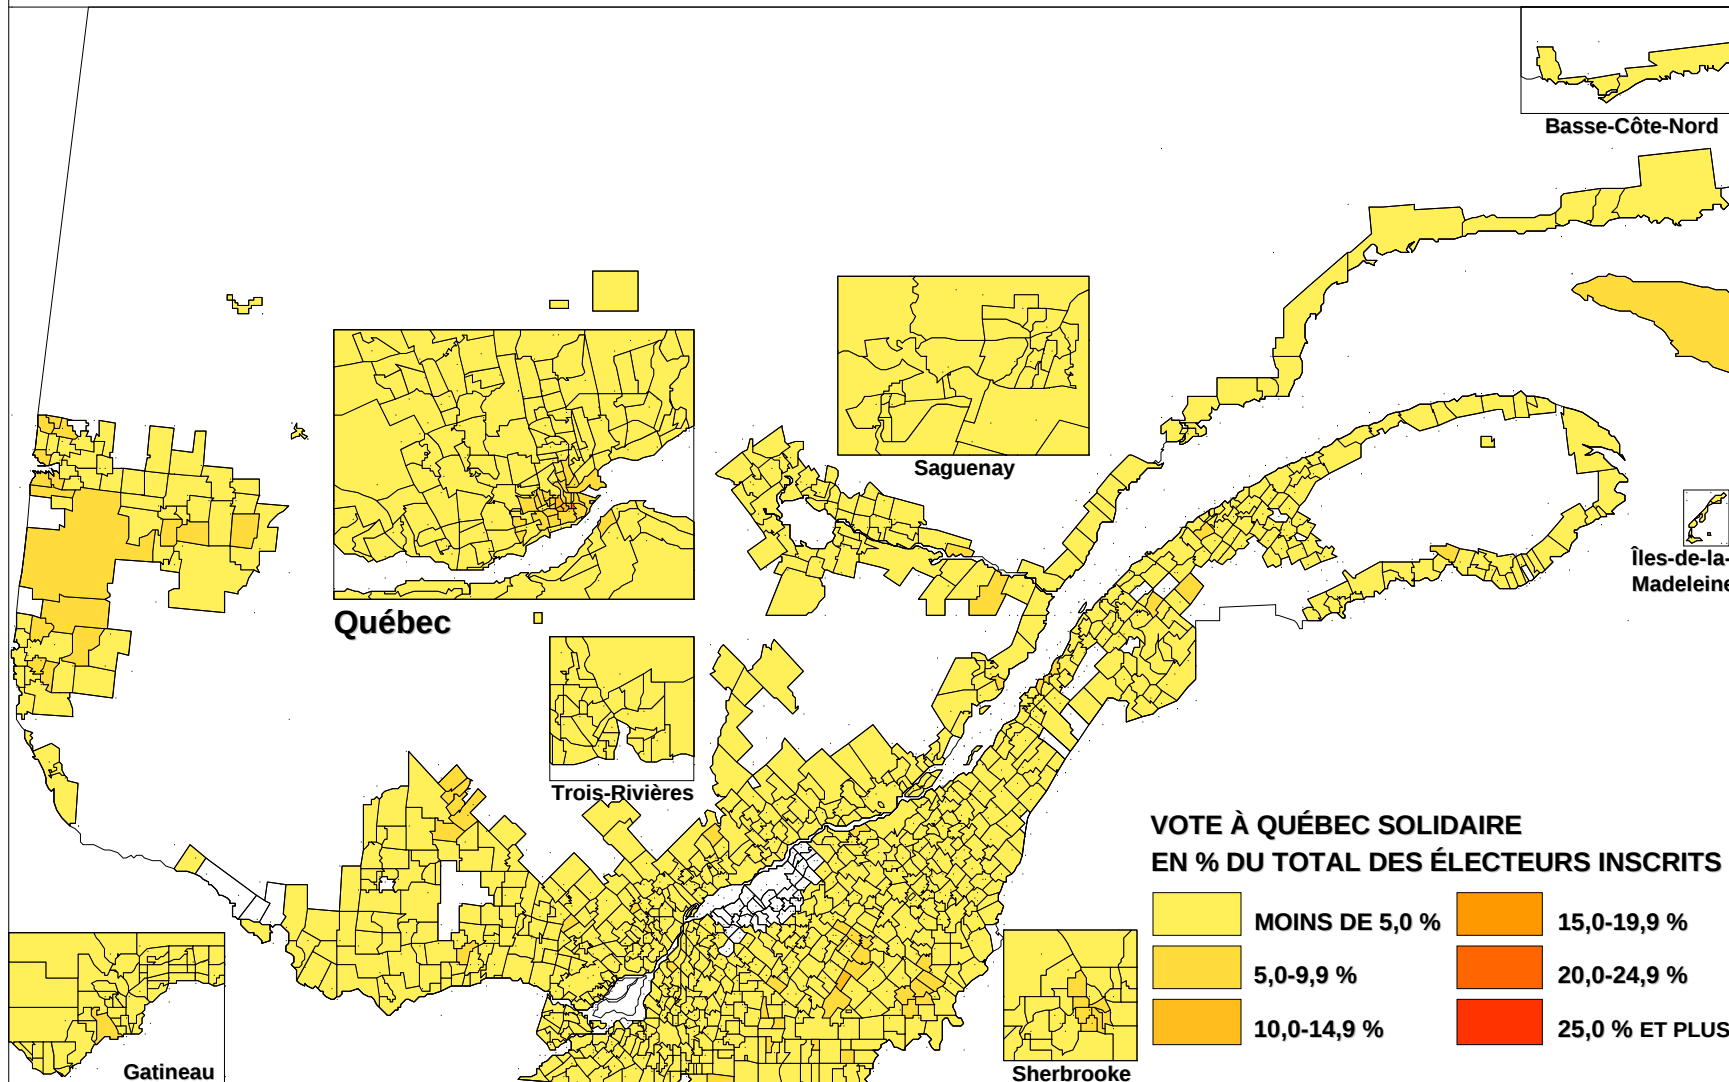 Basse-Côte-Nord
Saguenay
Îles-de-la-
Madeleine
Québec
Trois-Rivières
VOTE À QUÉBEC SOLIDAIRE
EN % DU TOTAL DES ÉLECTEURS INSCRITS
MOINS DE 5,0 %
15,0-19,9 %
5,0-9,9 %
20,0-24,9 %
10,0-14,9 %
25,0 % ET PLUS
Gatineau
Sherbrooke